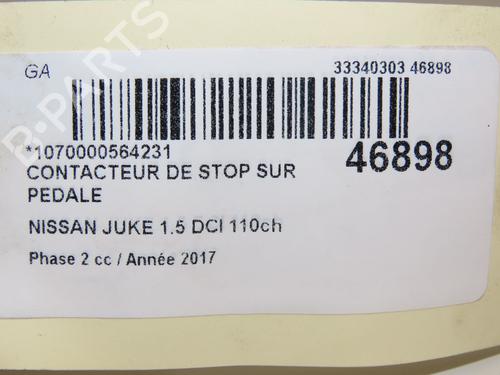 GA
33340303 46898
*1070000564231
46898
CONTACTEUR DE STOP SUR
PEDALE
NISSAN JUKE 1.5 DCI 110ch
Phase 2 cc / Année 2017
B-PARTS